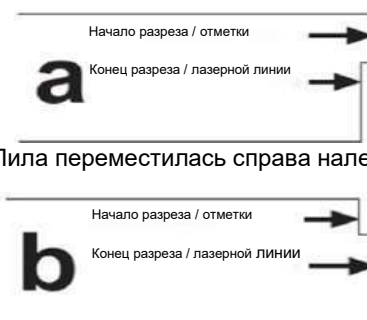 Начало разреза / отметки
a
Конец разреза / лазерной линии
Пила переместилась справа нале
Начало разреза / отметки
b
Конец разреза / лазерной линии